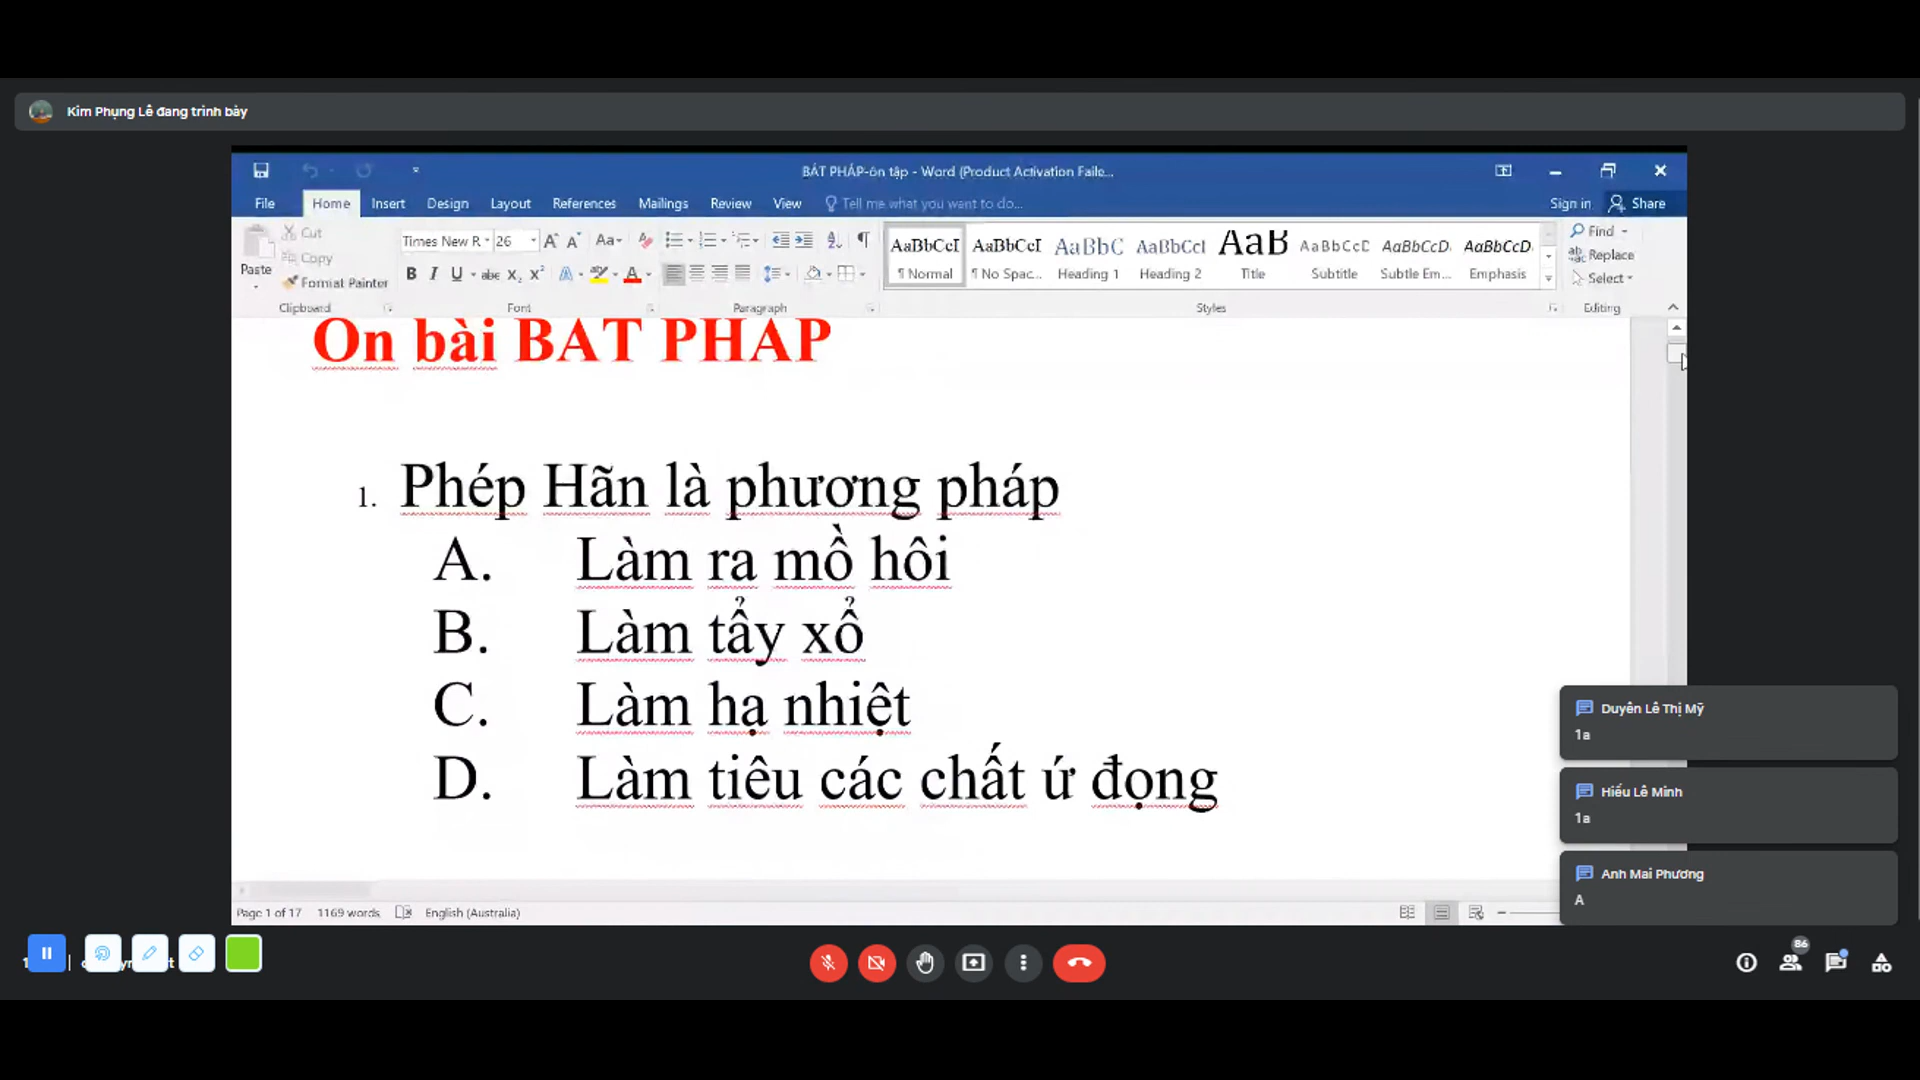 Kim Phụng Lê đang trình bày
BÁT PHÁP-ôn tập - Word (Product Activation Faile...
File Home Insert Design Layout References Mailings Review View Tell me what you want to do... Sign in Share
Cut
Copy
Format Painter
Paste
Clipboard
Times New R 26
Font
Paragraph
AaBbCcI AaBbCcI AaBbC AaBbCcI AaB AaBbCcD AaBbCcD. AaBbCcD.
¶ Normal ¶ No Spac... Heading 1 Heading 2 Title Subtitle Subtle Em... Emphasis
Styles
Find
Replace
Select
Editing
Ôn bài BÁT PHÁP
1. Phép Hãn là phương pháp
A. Làm ra mồ hôi
B. Làm tẩy xổ
C. Làm hạ nhiệt
D. Làm tiêu các chất ứ đọng
Duyên Lê Thị Mỹ
1a
Hiếu Lê Minh
1a
Anh Mai Phương
A
Page 1 of 17 1169 words English (Australia)
86